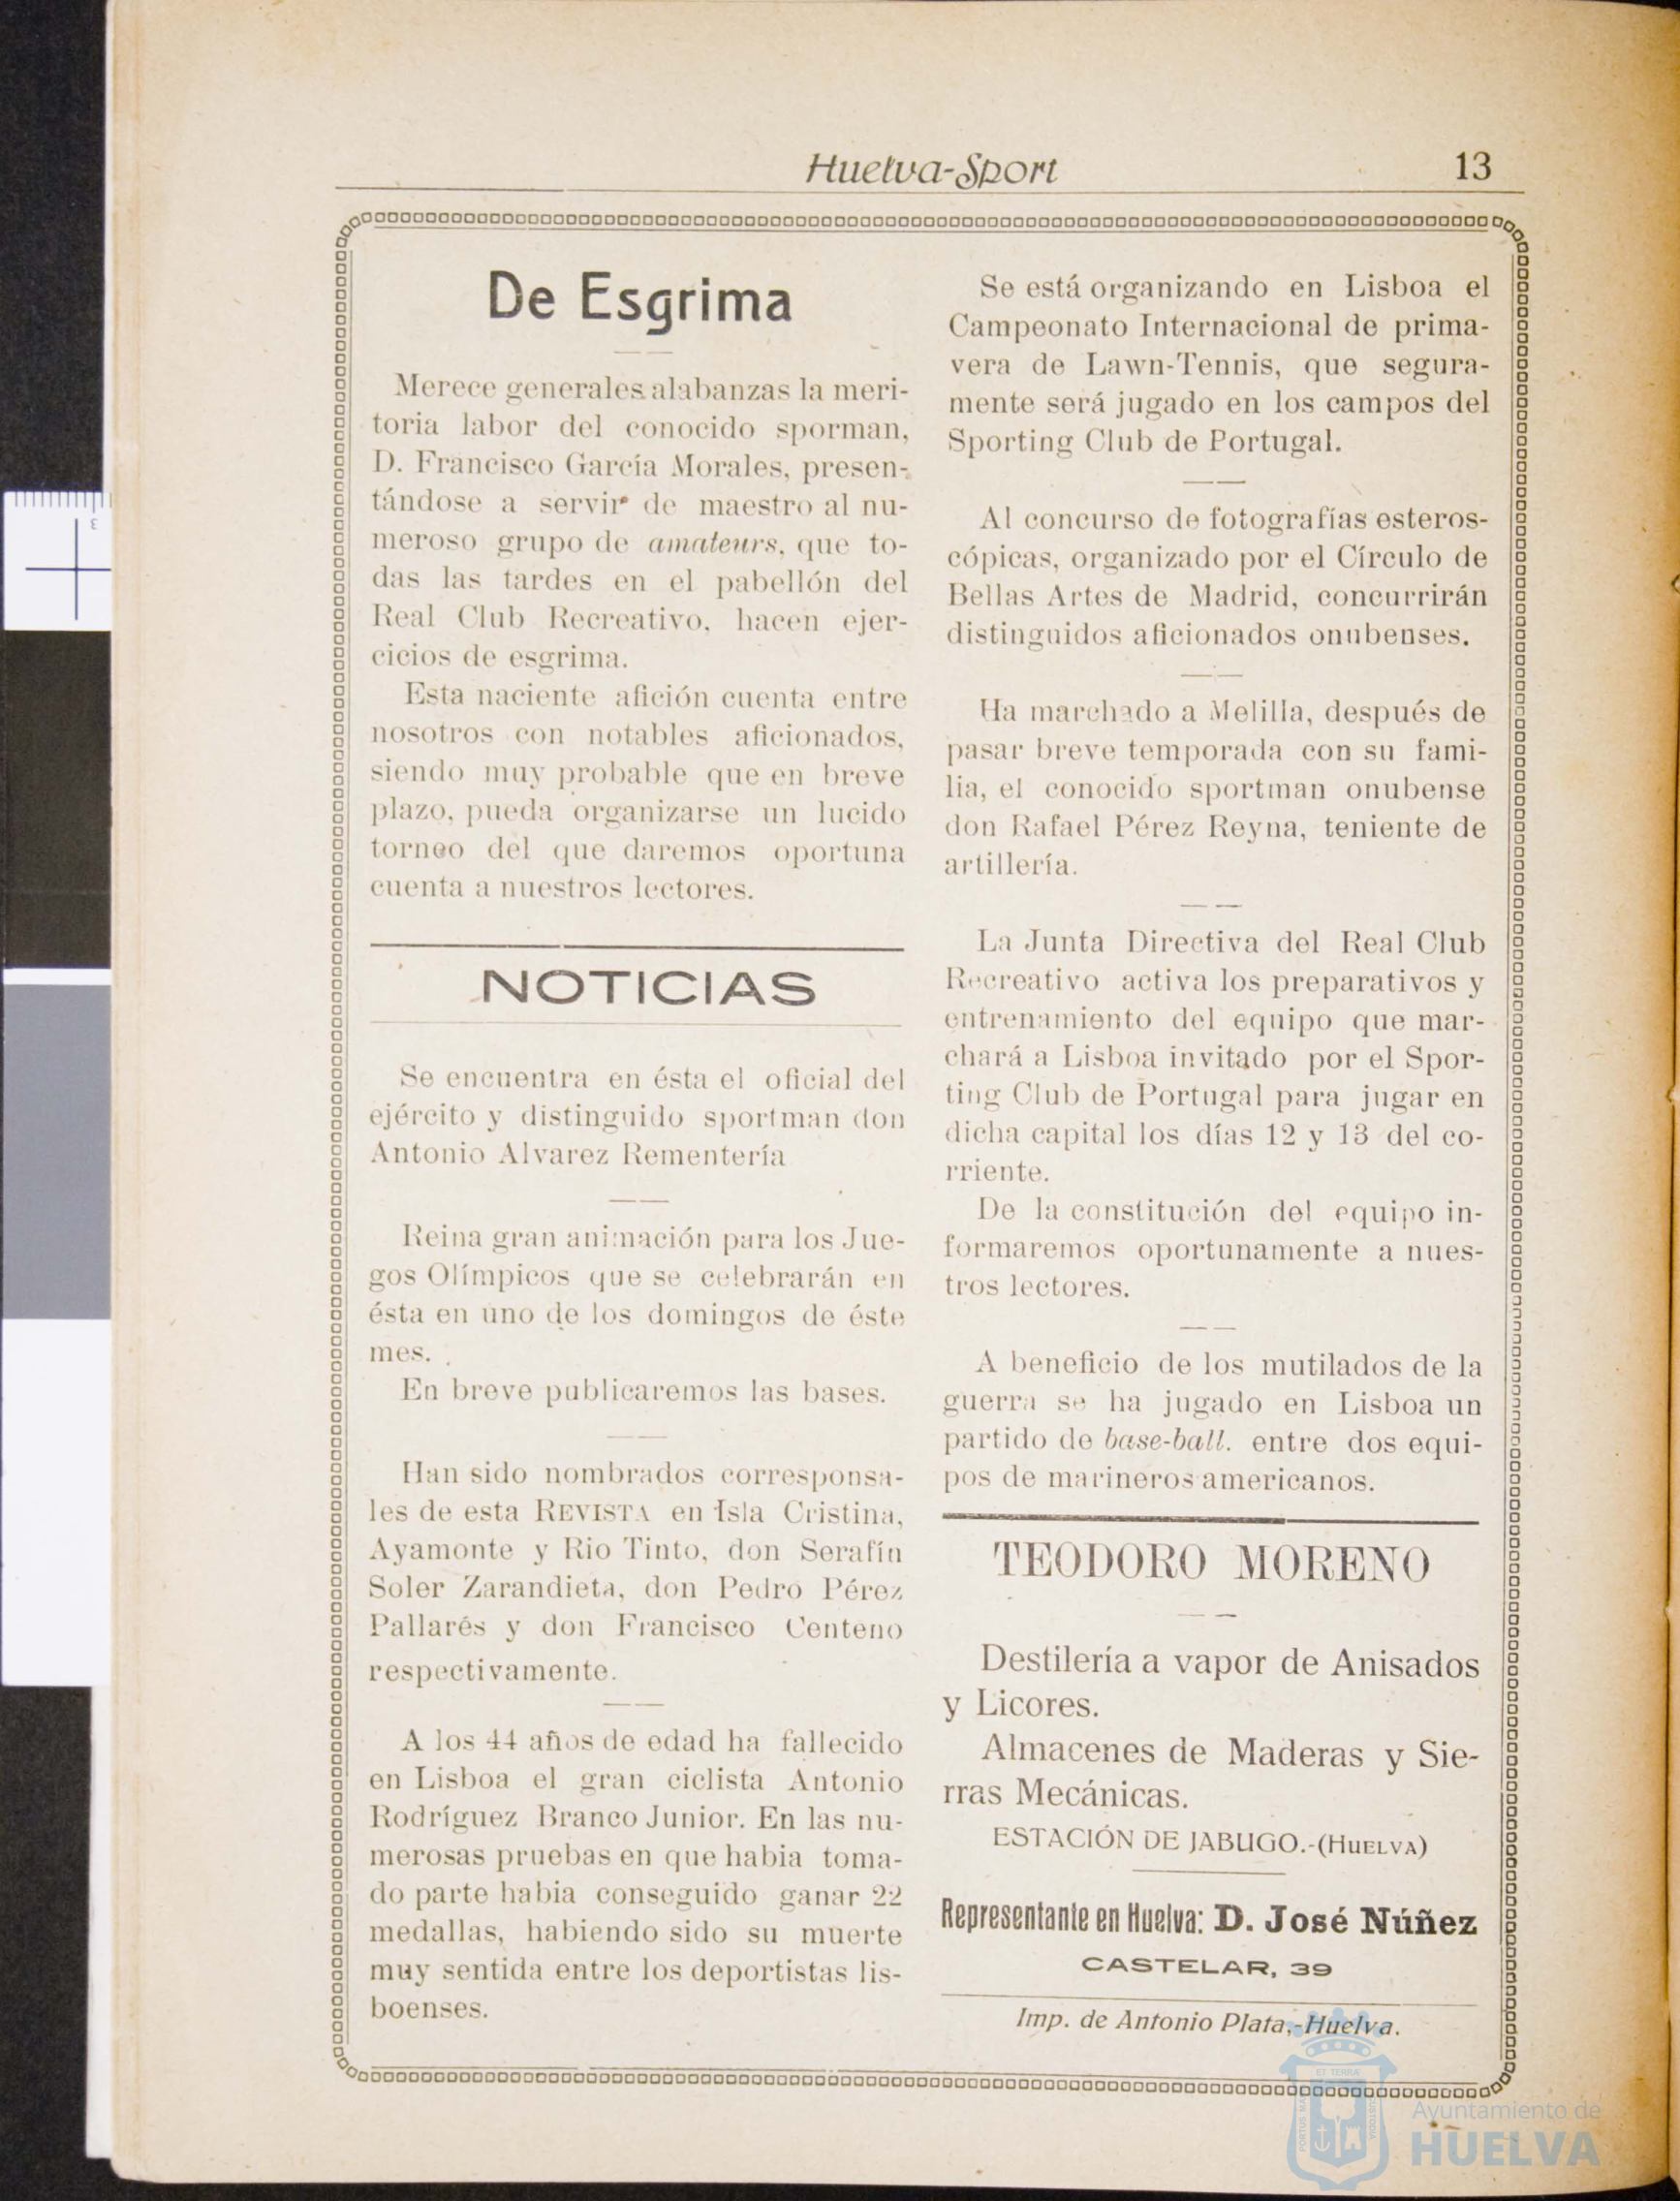 Huelva-Sport
13
De Esgrima
Merece generales alabanzas la meri-
toria labor del conocido sporman,
D. Francisco García Morales, presen-
tándose a servir de maestro al nu-
meroso grupo de amateurs, que to-
das las tardes en el pabellón del
Real Club Recreativo, hacen ejer-
cicios de esgrima.
Esta naciente afición cuenta entre
nosotros con notables aficionados,
siendo muy probable que en breve
plazo, pueda organizarse un lucido
torneo del que daremos oportuna
cuenta a nuestros lectores.
NOTICIAS
Se encuentra en ésta el oficial del
ejército y distinguido sportman don
Antonio Alvarez Rementería
Reina gran animación para los Jue-
gos Olímpicos que se celebrarán en
ésta en uno de los domingos de éste
mes.
En breve publicaremos las bases.
Han sido nombrados corresponsa-
les de esta REVISTA en Isla Cristina,
Ayamonte y Rio Tinto, don Serafín
Soler Zarandieta, don Pedro Pérez
Pallarés y don Francisco Centeno
respectivamente.
A los 44 años de edad ha fallecido
en Lisboa el gran ciclista Antonio
Rodríguez Branco Junior. En las nu-
merosas pruebas en que habia toma-
do parte habia conseguido ganar 22
medallas, habiendo sido su muerte
muy sentida entre los deportistas lis-
boenses.
Se está organizando en Lisboa el
Campeonato Internacional de prima-
vera de Lawn-Tennis, que segura-
mente será jugado en los campos del
Sporting Club de Portugal.
Al concurso de fotografías esteros-
cópicas, organizado por el Círculo de
Bellas Artes de Madrid, concurrirán
distinguidos aficionados onubenses.
Ha marchado a Melilla, después de
pasar breve temporada con su fami-
lia, el conocido sportman onubense
don Rafael Pérez Reyna, teniente de
artillería.
La Junta Directiva del Real Club
Recreativo activa los preparativos y
entrenamiento del equipo que mar-
chará a Lisboa invitado por el Spor-
ting Club de Portugal para jugar en
dicha capital los días 12 y 13 del co-
rriente.
De la constitución del equipo in-
formaremos oportunamente a nues-
tros lectores.
A beneficio de los mutilados de la
guerra se ha jugado en Lisboa un
partido de base-ball. entre dos equi-
pos de marineros americanos.
TEODORO MORENO
Destilería a vapor de Anisados
y Licores.
Almacenes de Maderas y Sie-
rras Mecánicas.
ESTACIÓN DE JABUGO.-(HUELVA)
Representante en Huelva: D. José Núñez
CASTELAR, 39
Imp. de Antonio Plata,-Huelva.
Ayuntamiento de
HUELVA